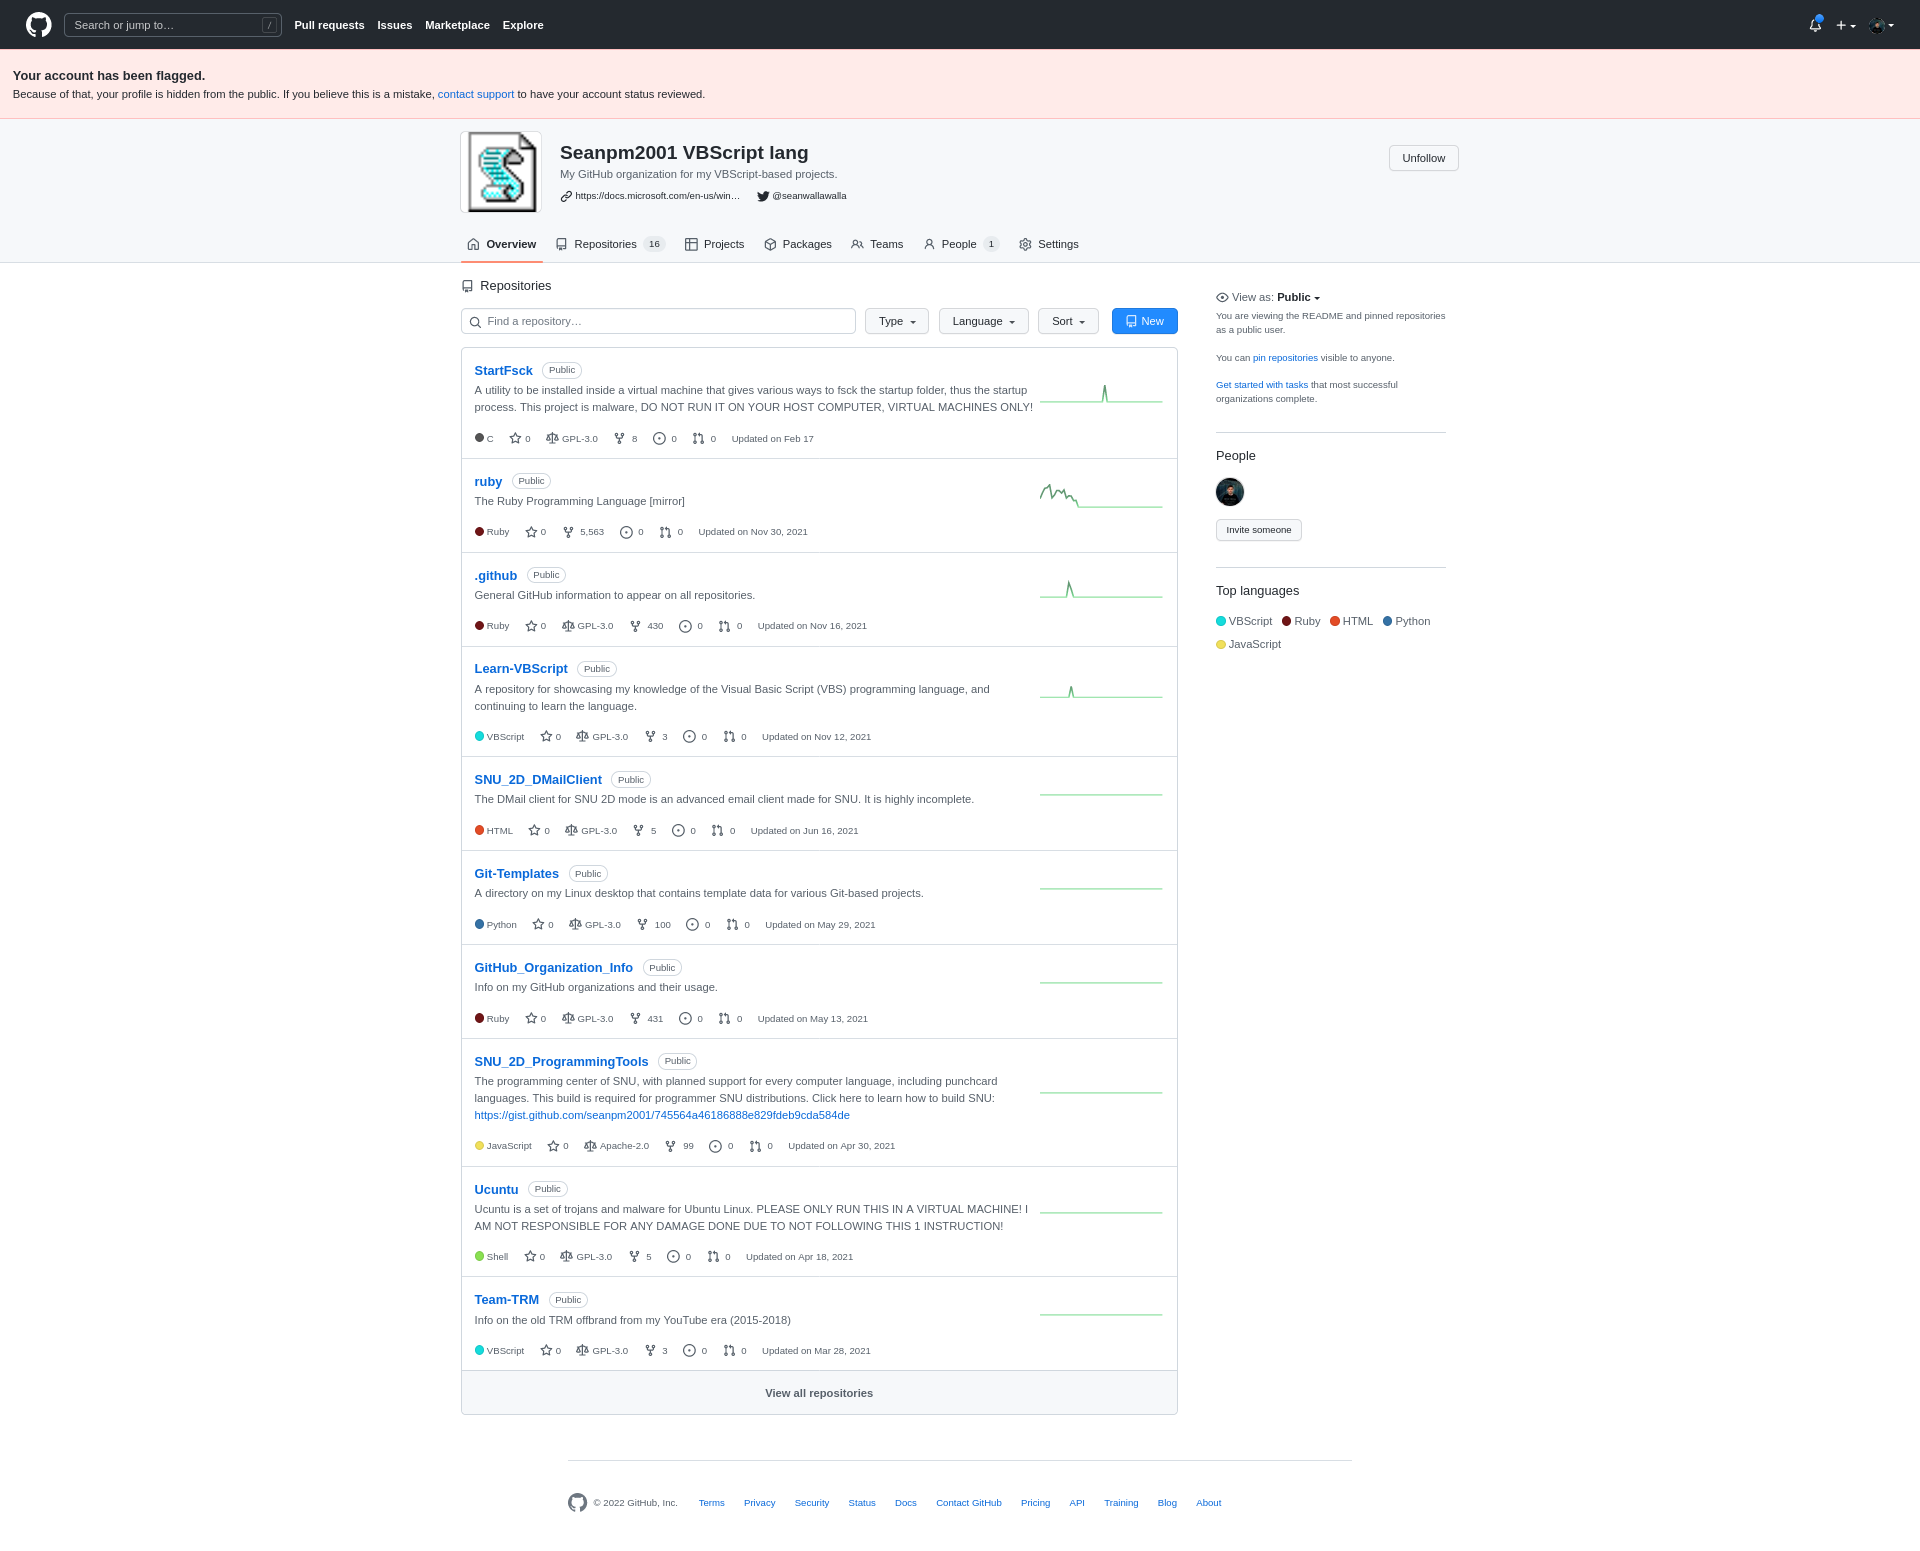 Search or jump to… /
Pull requests Issues Marketplace Explore
Your account has been flagged.
Because of that, your profile is hidden from the public. If you believe this is a mistake, contact support to have your account status reviewed.
Seanpm2001 VBScript lang
My GitHub organization for my VBScript-based projects.
https://docs.microsoft.com/en-us/win… @seanwallawalla
Unfollow
Overview Repositories 16 Projects Packages Teams People 1 Settings
Repositories
Find a repository… Type Language Sort New
StartFsck Public
A utility to be installed inside a virtual machine that gives various ways to fsck the startup folder, thus the startup
process. This project is malware, DO NOT RUN IT ON YOUR HOST COMPUTER, VIRTUAL MACHINES ONLY!
C 0 GPL-3.0 8 0 0 Updated on Feb 17
ruby Public
The Ruby Programming Language [mirror]
Ruby 0 5,563 0 0 Updated on Nov 30, 2021
.github Public
General GitHub information to appear on all repositories.
Ruby 0 GPL-3.0 430 0 0 Updated on Nov 16, 2021
Learn-VBScript Public
A repository for showcasing my knowledge of the Visual Basic Script (VBS) programming language, and
continuing to learn the language.
VBScript 0 GPL-3.0 3 0 0 Updated on Nov 12, 2021
SNU_2D_DMailClient Public
The DMail client for SNU 2D mode is an advanced email client made for SNU. It is highly incomplete.
HTML 0 GPL-3.0 5 0 0 Updated on Jun 16, 2021
Git-Templates Public
A directory on my Linux desktop that contains template data for various Git-based projects.
Python 0 GPL-3.0 100 0 0 Updated on May 29, 2021
GitHub_Organization_Info Public
Info on my GitHub organizations and their usage.
Ruby 0 GPL-3.0 431 0 0 Updated on May 13, 2021
SNU_2D_ProgrammingTools Public
The programming center of SNU, with planned support for every computer language, including punchcard
languages. This build is required for programmer SNU distributions. Click here to learn how to build SNU:
https://gist.github.com/seanpm2001/745564a46186888e829fdeb9cda584de
JavaScript 0 Apache-2.0 99 0 0 Updated on Apr 30, 2021
Ucuntu Public
Ucuntu is a set of trojans and malware for Ubuntu Linux. PLEASE ONLY RUN THIS IN A VIRTUAL MACHINE! I
AM NOT RESPONSIBLE FOR ANY DAMAGE DONE DUE TO NOT FOLLOWING THIS 1 INSTRUCTION!
Shell 0 GPL-3.0 5 0 0 Updated on Apr 18, 2021
Team-TRM Public
Info on the old TRM offbrand from my YouTube era (2015-2018)
VBScript 0 GPL-3.0 3 0 0 Updated on Mar 28, 2021
View all repositories
View as: Public
You are viewing the README and pinned repositories
as a public user.
You can pin repositories visible to anyone.
Get started with tasks that most successful
organizations complete.
People
Invite someone
Top languages
VBScript Ruby HTML Python
JavaScript
© 2022 GitHub, Inc. Terms Privacy Security Status Docs Contact GitHub Pricing API Training Blog About